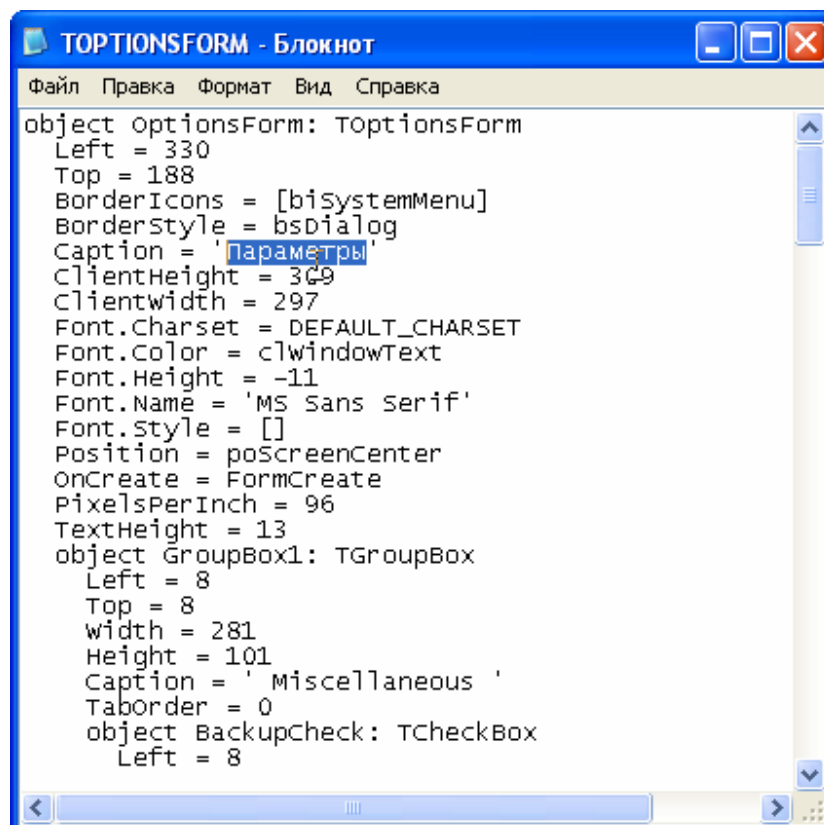 TOPTIONSFORM - Блокнот
Файл Правка Формат Вид Справка
object OptionsForm: TOptionsForm
Left = 330
Top = 188
BorderIcons = [biSystemMenu]
BorderStyle = bsDialog
Caption = 'Параметры'
ClientHeight = 369
ClientWidth = 297
Font.Charset = DEFAULT_CHARSET
Font.Color = clWindowText
Font.Height = -11
Font.Name = 'MS Sans Serif'
Font.Style = []
Position = poScreenCenter
OnCreate = FormCreate
PixelsPerInch = 96
TextHeight = 13
object GroupBox1: TGroupBox
Left = 8
Top = 8
Width = 281
Height = 101
Caption = ' Miscellaneous '
TabOrder = 0
object BackupCheck: TCheckBox
Left = 8